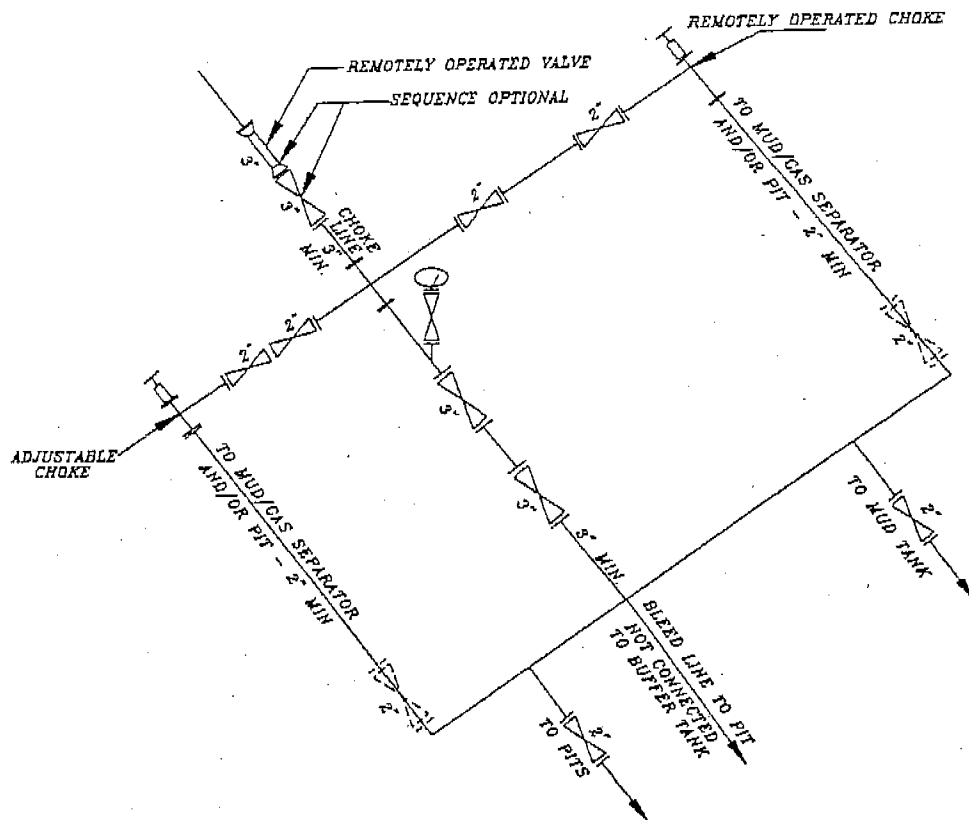 REMOTELY OPERATED CHOKE
REMOTELY OPERATED VALVE
SEQUENCE OPTIONAL
3"
3"
CHOKE
LINE
3"
MIN.
2"
2"
TO MUD/GAS SEPARATOR
AND/OR PIT - 2" MIN
2"
2"
2"
ADJUSTABLE
CHOKE
TO MUD/GAS SEPARATOR
AND/OR PIT - 2" MIN
2"
3"
3"
3" MIN.
BLEED LINE TO PIT
NOT CONNECTED
TO BUFFER TANK
2"
TO MUD TANK
2"
TO PITS